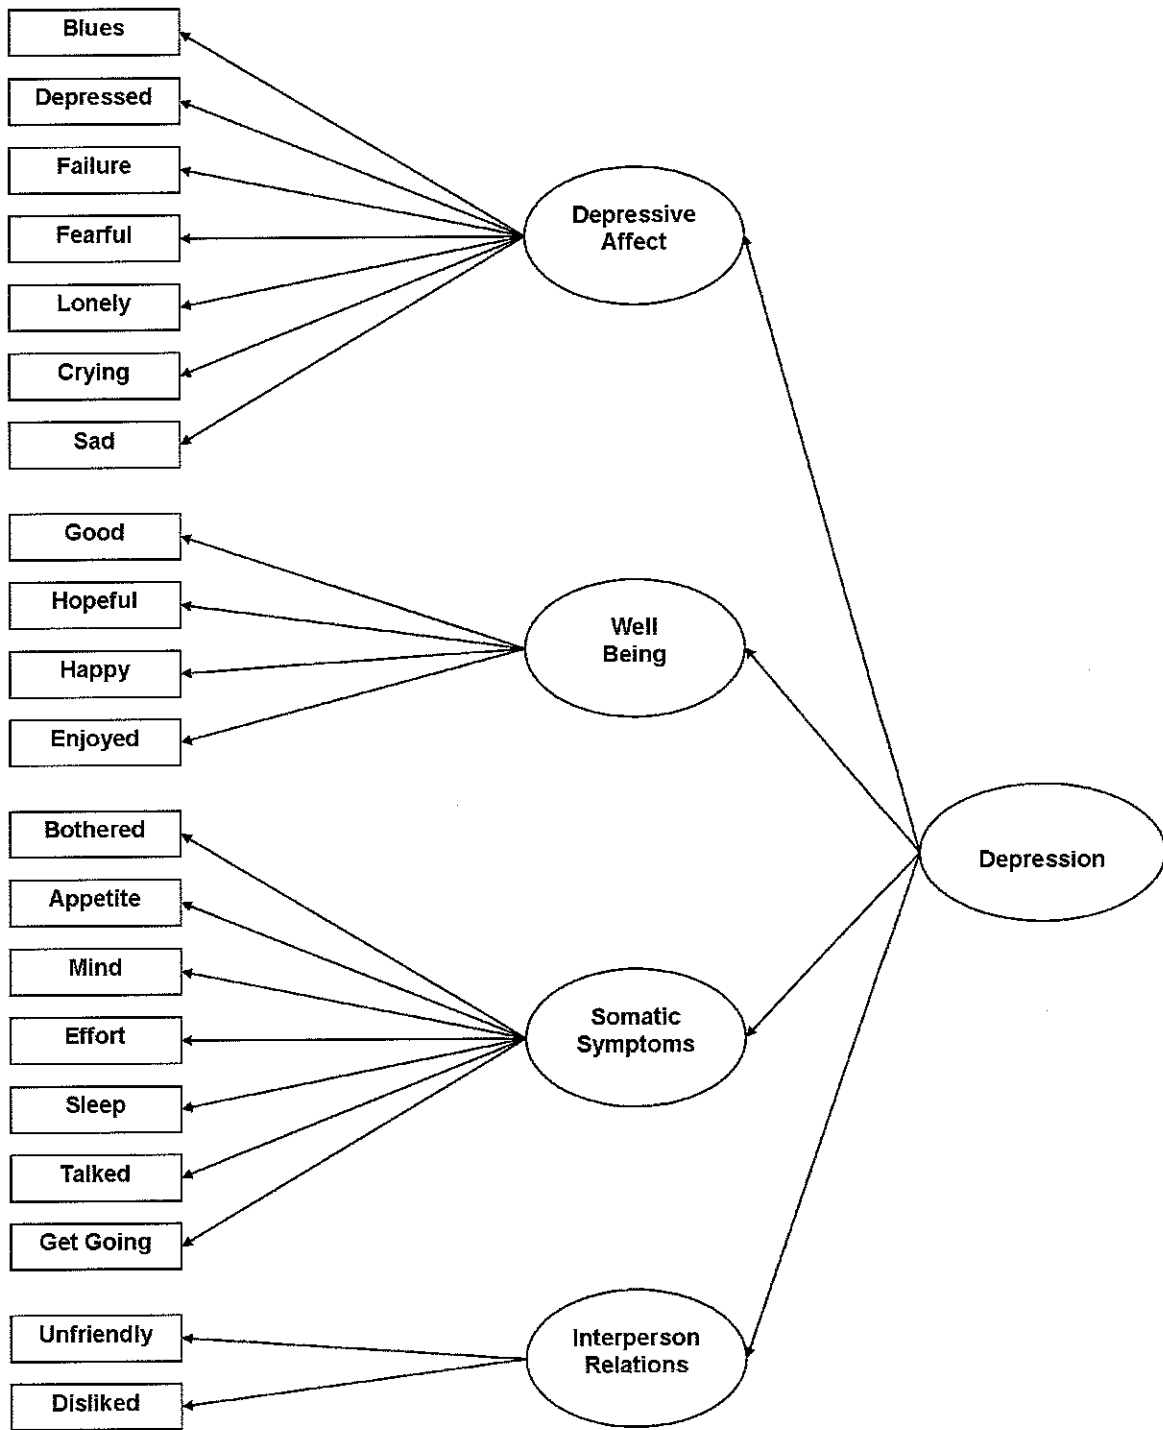 Blues
Depressed
Failure
Fearful
Lonely
Crying
Sad
Depressive
Affect
Good
Hopeful
Happy
Enjoyed
Well
Being
Bothered
Appetite
Mind
Effort
Sleep
Talked
Get Going
Somatic
Symptoms
Depression
Unfriendly
Disliked
Interperson
Relations